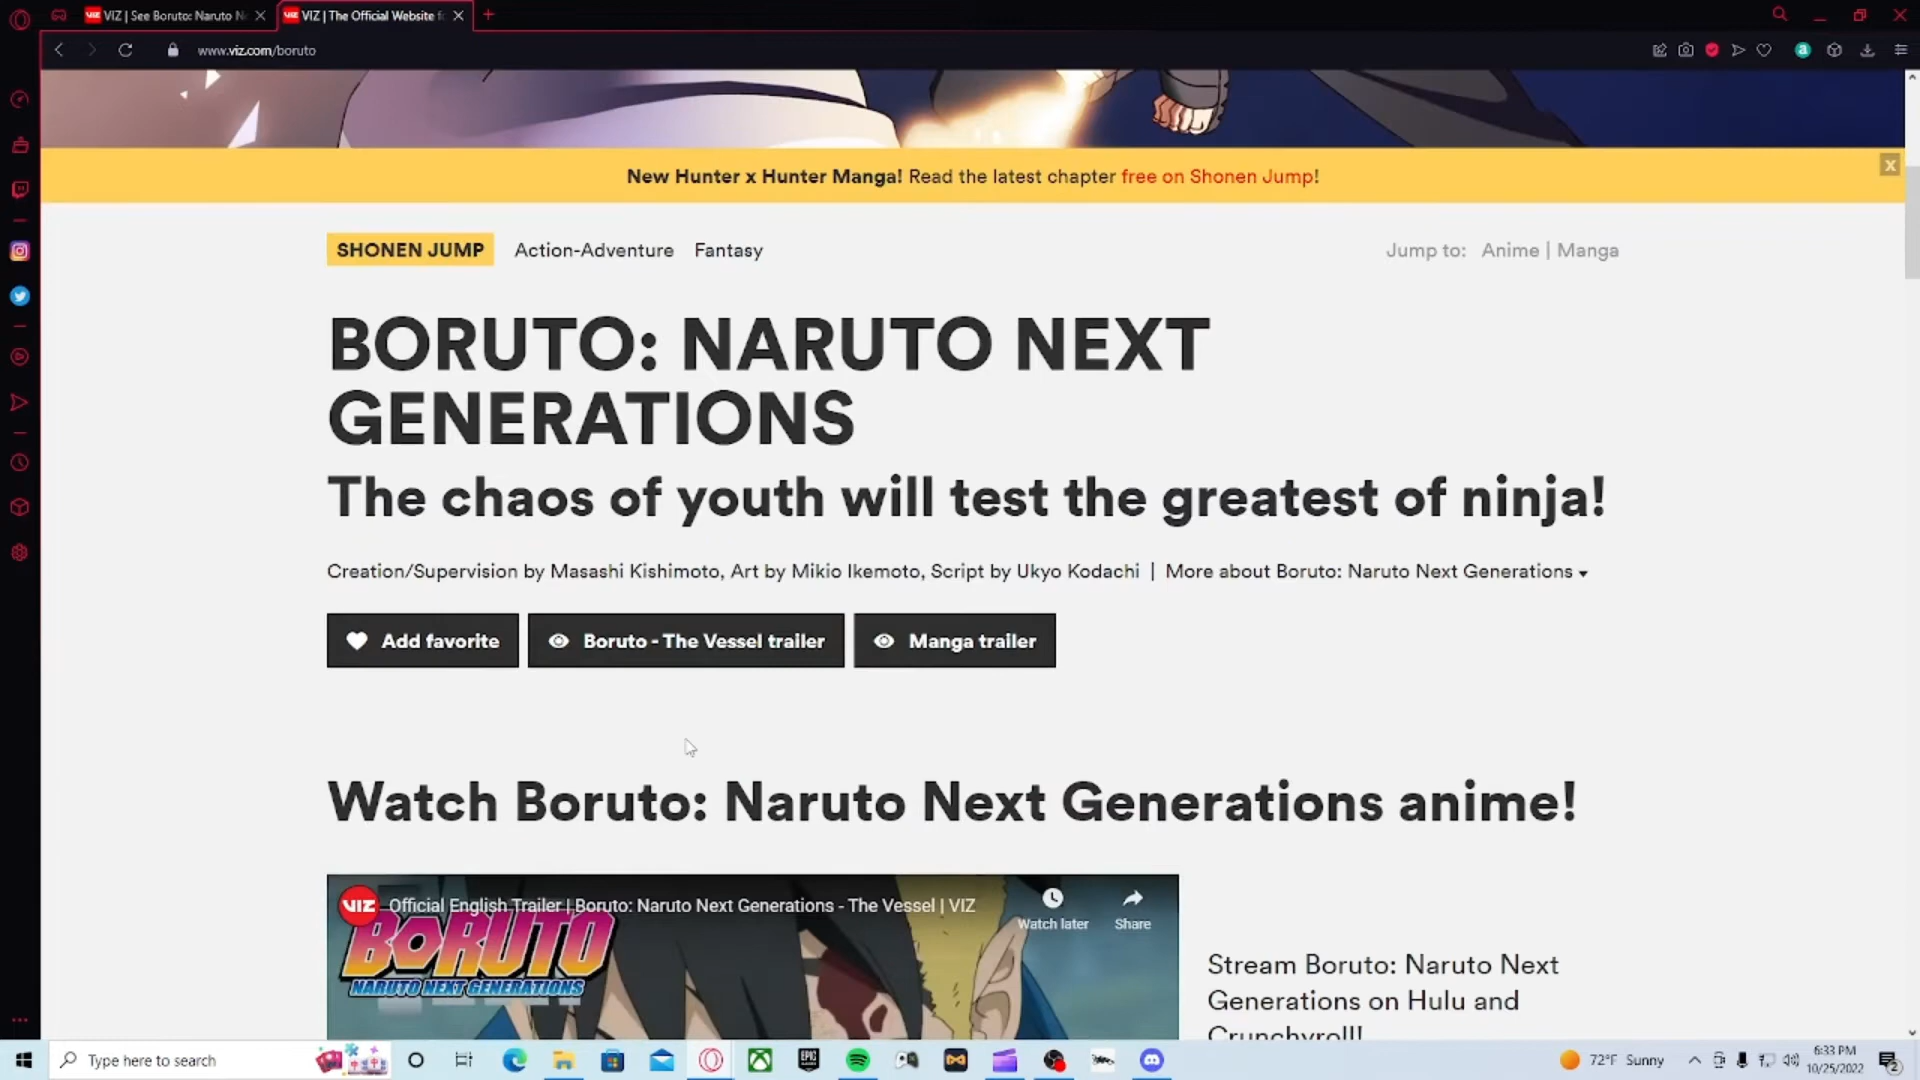 VIZ | See Boruto: Naruto N
VIZ | The Official Website f
www.viz.com/boruto
New Hunter x Hunter Manga! Read the latest chapter free on Shonen Jump!
X
SHONEN JUMP Action-Adventure Fantasy
Jump to: Anime | Manga
BORUTO: NARUTO NEXT
GENERATIONS
The chaos of youth will test the greatest of ninja!
Creation/Supervision by Masashi Kishimoto, Art by Mikio Ikemoto, Script by Ukyo Kodachi | More about Boruto: Naruto Next Generations
Add favorite
Boruto - The Vessel trailer
Manga trailer
Watch Boruto: Naruto Next Generations anime!
VIZ
Official English Trailer | Boruto: Naruto Next Generations - The Vessel | VIZ
Watch later
Share
BORUTO
NARUTO NEXT GENERATIONS
Stream Boruto: Naruto Next
Generations on Hulu and
Crunchyroll!
Type here to search
EPIC
72°F Sunny
6:33 PM
10/25/2022
2